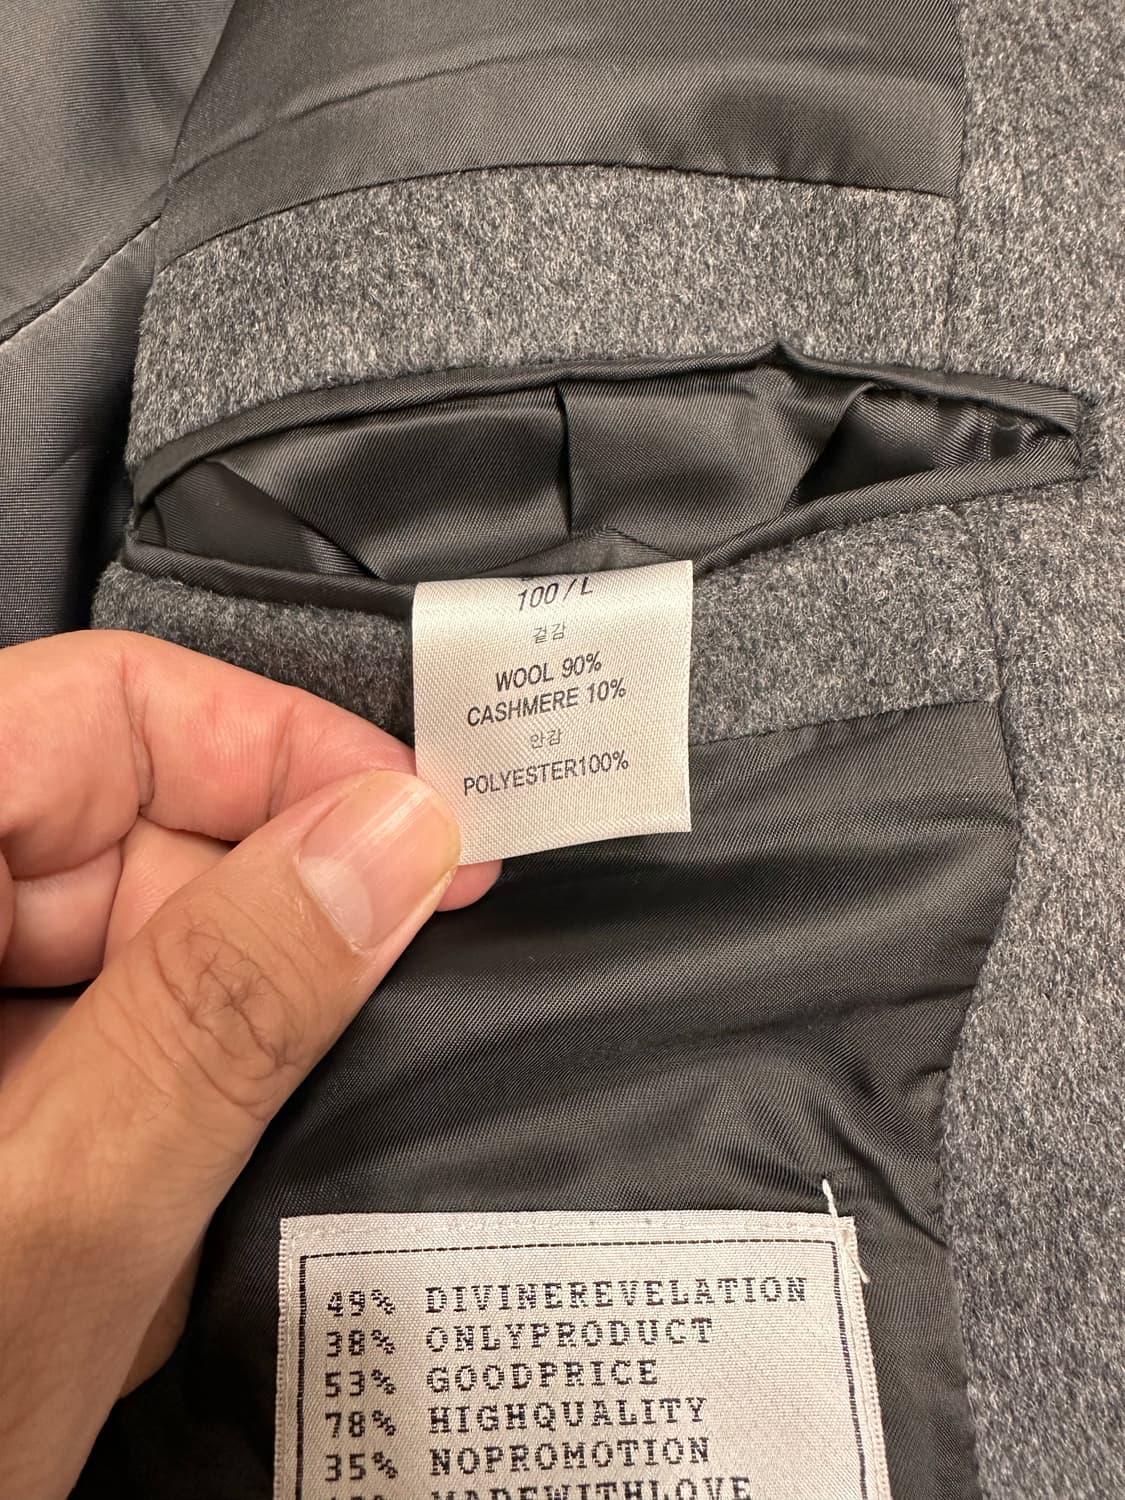 100 / L
겉감
WOOL 90%
CASHMERE 10%
안감
POLYESTER100%
49% DIVINEREVELATION
38% ONLYPRODUCT
53% GOODPRICE
78% HIGHQUALITY
35% NOPROMOTION
MADEWITHLOVE